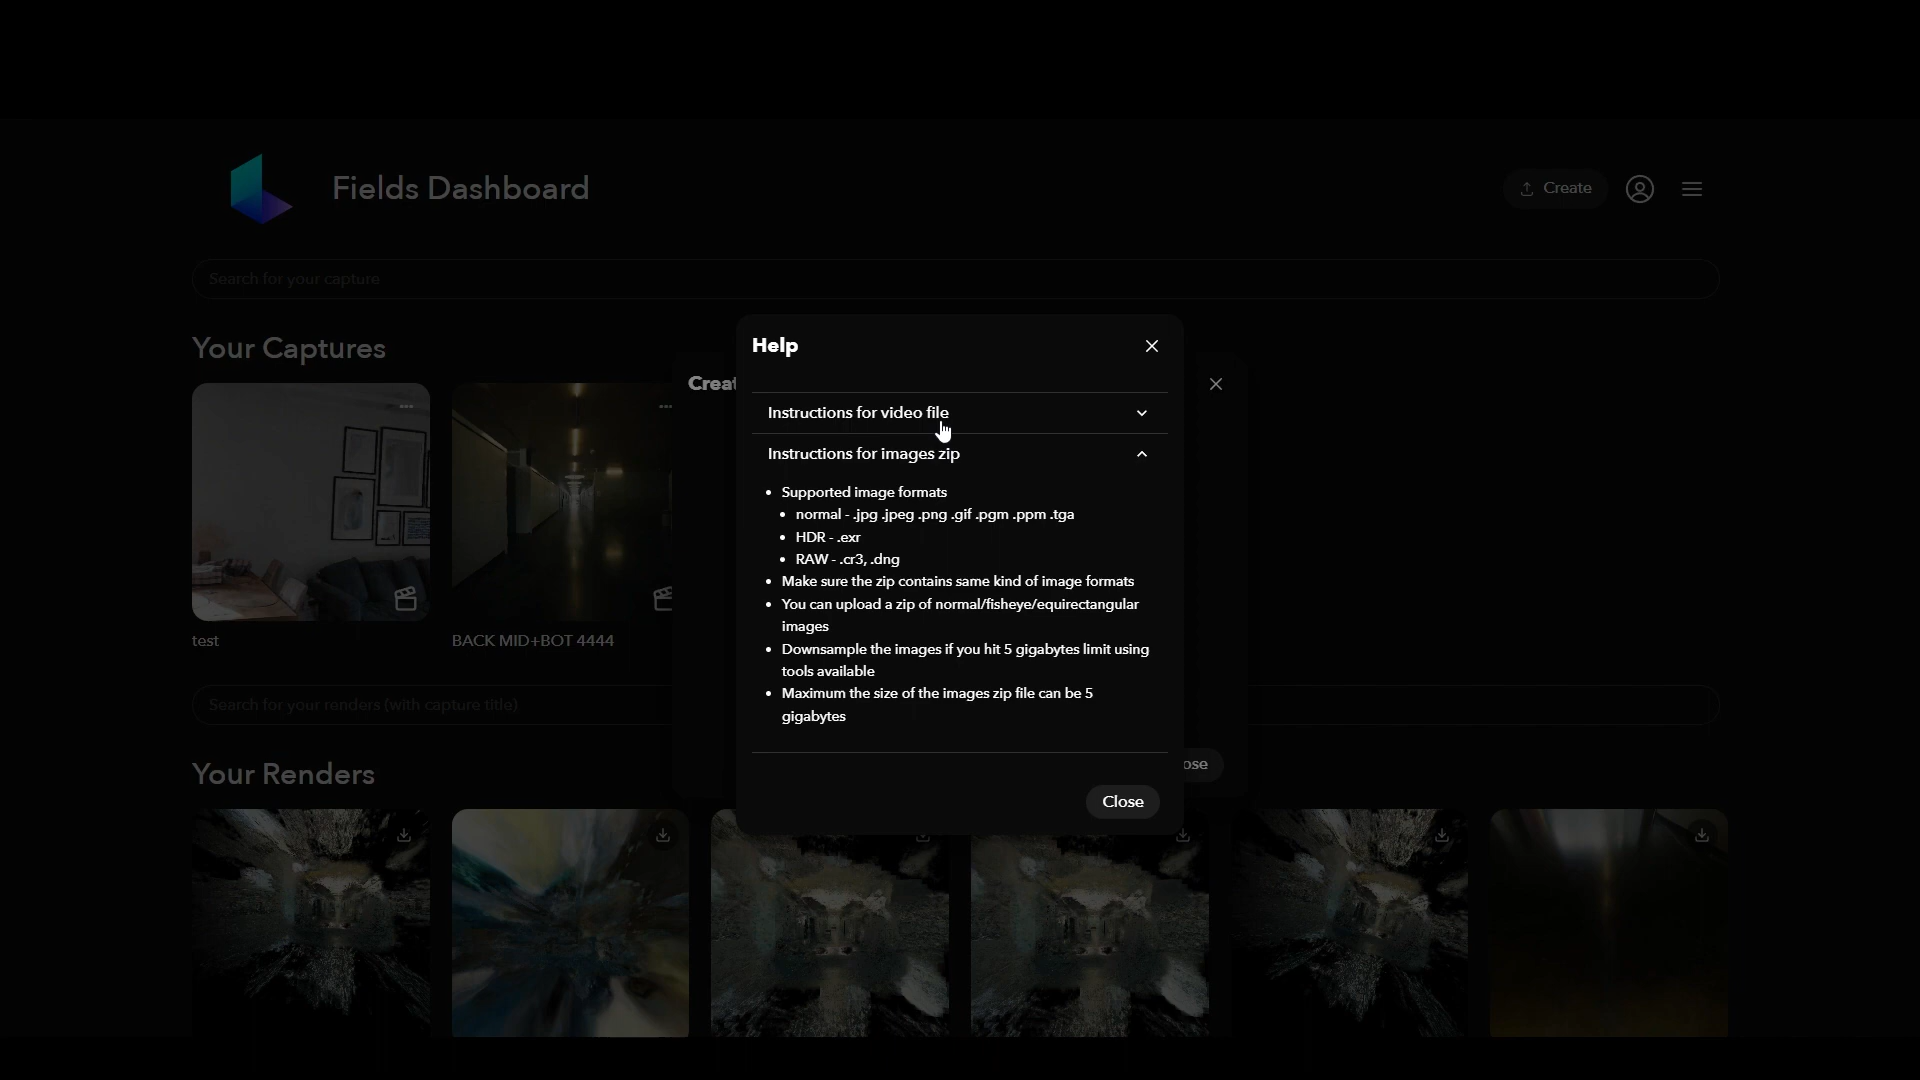 Fields Dashboard
Create
Search for your capture
Your Captures
test
BACK MID+BOT 4444
Help
Instructions for video file
Instructions for images zip
Supported image formats
normal - .jpg .jpeg .png .gif .pgm .ppm .tga
HDR - .exr
RAW - .cr3, .dng
Make sure the zip contains same kind of image formats
You can upload a zip of normal/fisheye/equirectangular
images
Downsample the images if you hit 5 gigabytes limit using
tools available
Maximum the size of the images zip file can be 5
gigabytes
Close
Search for your renders (with capture title)
Your Renders